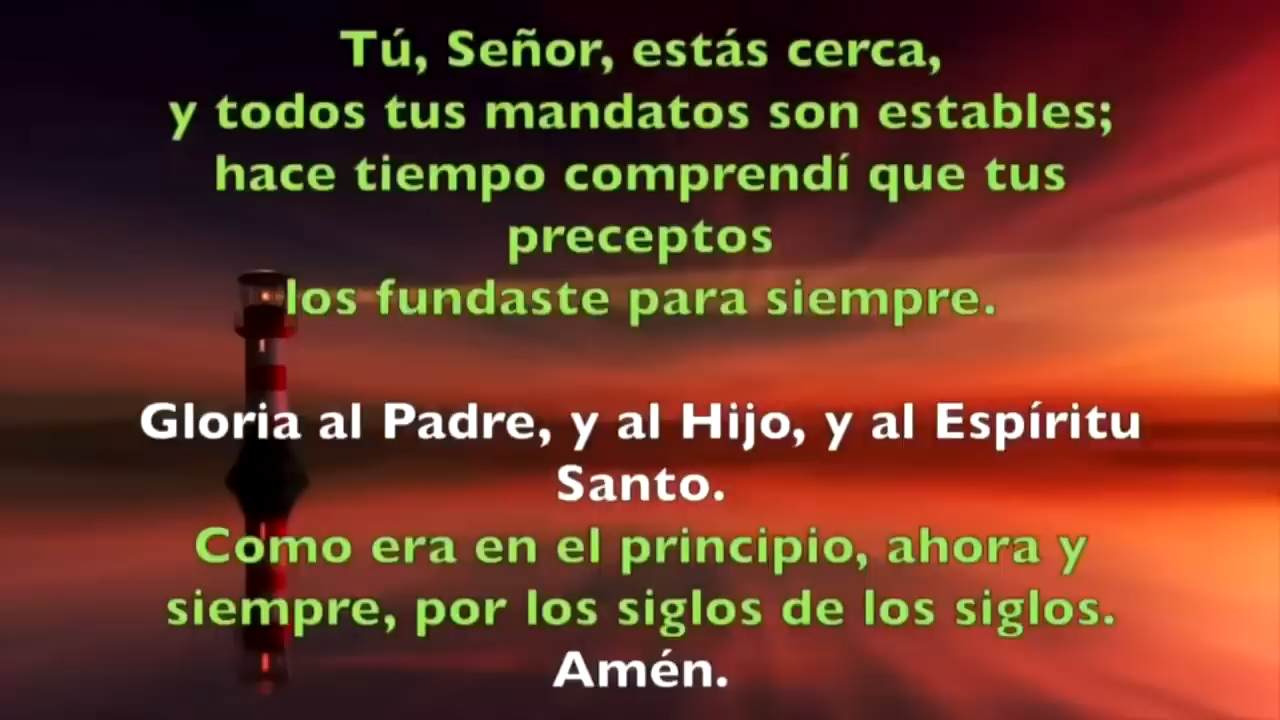 Tú, Señor, estás cerca,
y todos tus mandatos son estables;
hace tiempo comprendí que tus
preceptos
los fundaste para siempre.
Gloria al Padre, y al Hijo, y al Espíritu
Santo.
Como era en el principio, ahora y
siempre, por los siglos de los siglos.
Amén.